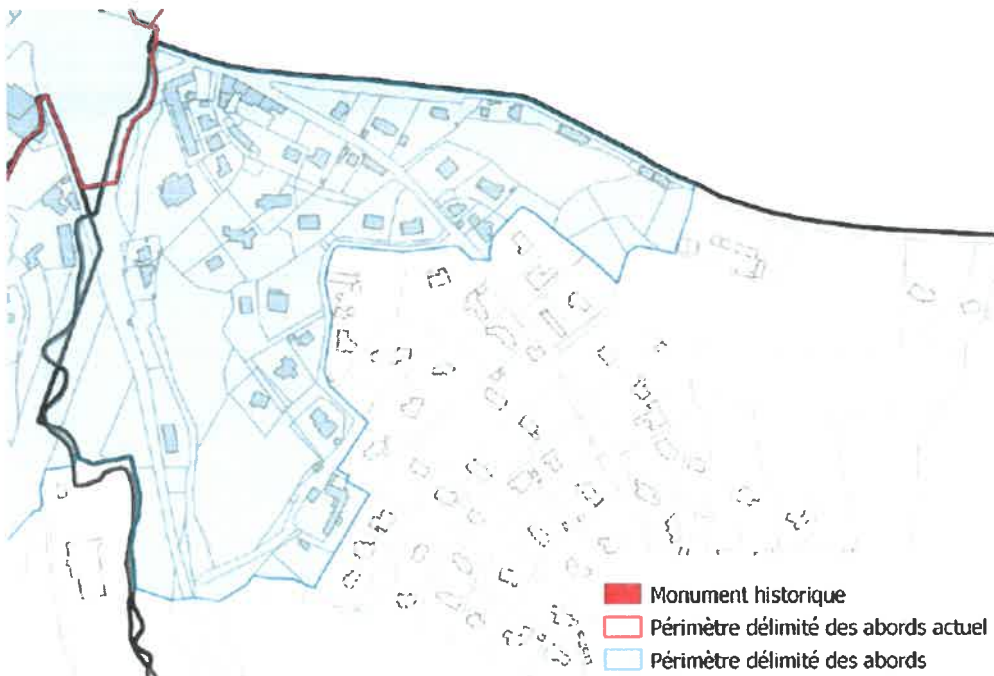 Monument historique
Périmètre délimité des abords actuel
Périmètre délimité des abords